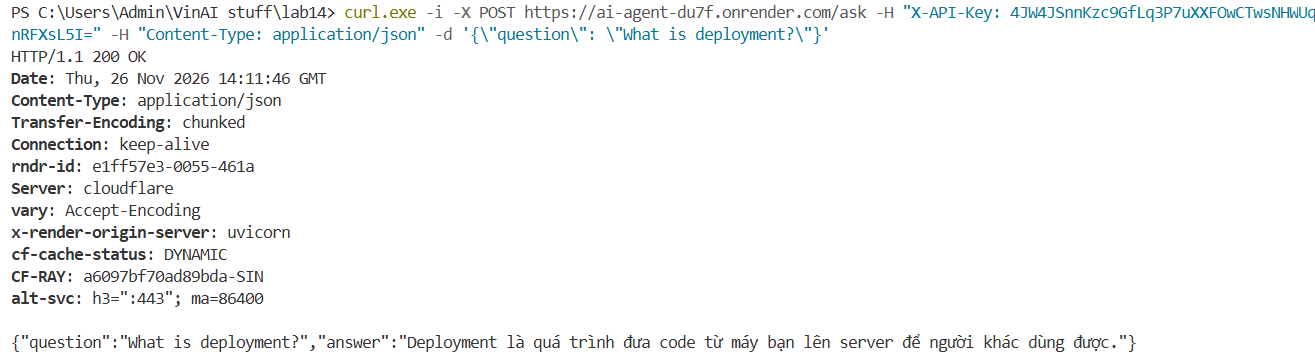 PS C:\Users\Admin\VinAI stuff\lab14> curl.exe -i -X POST https://ai-agent-du7f.onrender.com/ask -H "X-API-Key: 4JW4JSnnKzc9GfLq3P7uXXFOwCTwsNHWUq
nRFXsL5I=" -H "Content-Type: application/json" -d '{\"question\": \"What is deployment?\"}'
HTTP/1.1 200 OK
Date: Thu, 26 Nov 2026 14:11:46 GMT
Content-Type: application/json
Transfer-Encoding: chunked
Connection: keep-alive
rndr-id: e1ff57e3-0055-461a
Server: cloudflare
vary: Accept-Encoding
x-render-origin-server: uvicorn
cf-cache-status: DYNAMIC
CF-RAY: a6097bf70ad89bda-SIN
alt-svc: h3=":443"; ma=86400
{"question":"What is deployment?","answer":"Deployment là quá trình đưa code từ máy bạn lên server để người khác dùng được."}